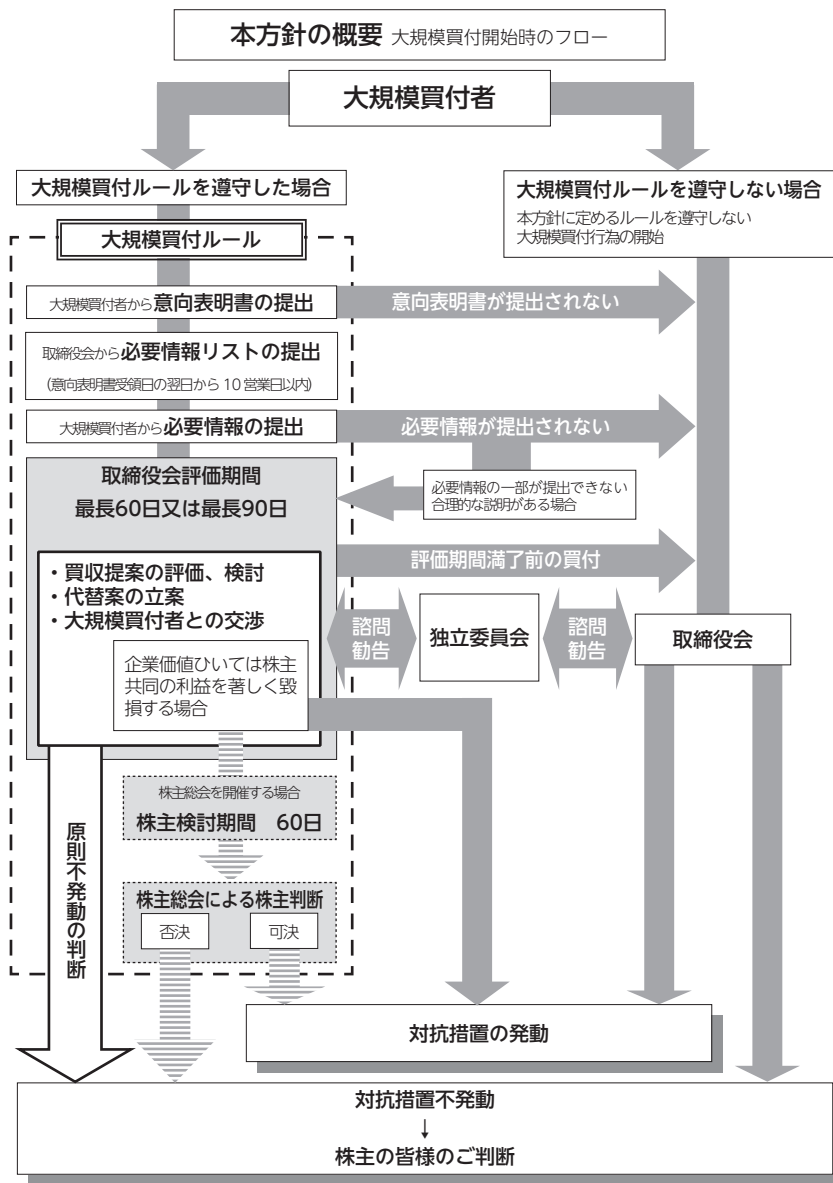 本方針の概要 大規模買付開始時のフロー
大規模買付者
大規模買付ルールを遵守した場合
大規模買付ルールを遵守しない場合
本方針に定めるルールを遵守しない
大規模買付行為の開始
大規模買付ルール
大規模買付者から意向表明書の提出
意向表明書が提出されない
取締役会から必要情報リストの提出
(意向表明書受領日の翌日から 10 営業日以内)
大規模買付者から必要情報の提出
必要情報が提出されない
取締役会評価期間
最長60日又は最長90日
必要情報の一部が提出できない
合理的な説明がある場合
評価期間満了前の買付
・買収提案の評価、検討
・代替案の立案
・大規模買付者との交渉
諮問
勧告
独立委員会
諮問
勧告
取締役会
企業価値ひいては株主
共同の利益を著しく毀
損する場合
株主総会を開催する場合
株主検討期間　60日
原則不発動の判断
株主総会による株主判断
否決
可決
対抗措置の発動
対抗措置不発動
↓
株主の皆様のご判断